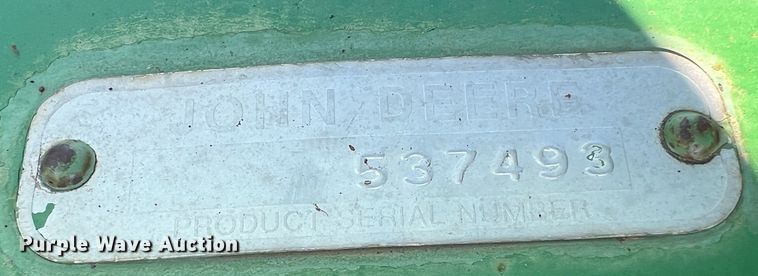 JOHN DEERE
537493
PRODUCT SERIAL NUMBER
Purple Wave Auction